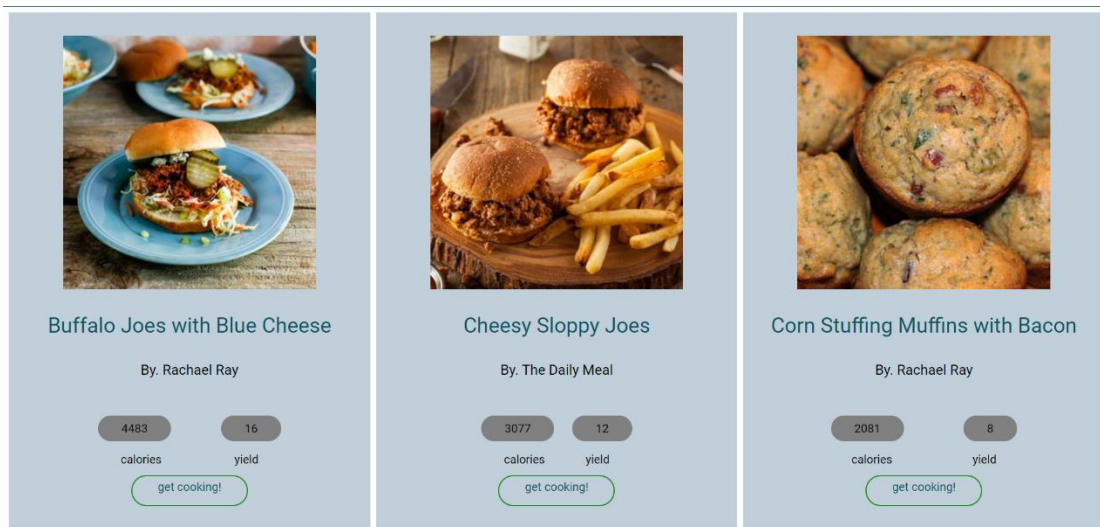 Buffalo Joes with Blue Cheese
By. Rachael Ray
4483 16
calories yield
get cooking!
Cheesy Sloppy Joes
By. The Daily Meal
3077 12
calories yield
get cooking!
Corn Stuffing Muffins with Bacon
By. Rachael Ray
2081 8
calories yield
get cooking!